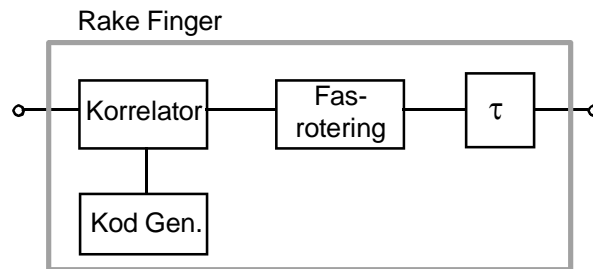 Rake Finger
Korrelator
Fas-
rotering
τ
Kod Gen.